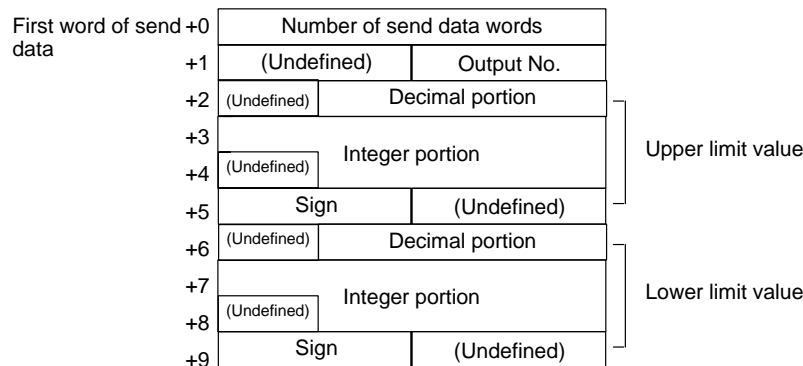 First word of send data
+0 Number of send data words
+1 (Undefined) Output No.
+2 (Undefined) Decimal portion
+3
Integer portion
+4 (Undefined)
+5 Sign (Undefined)
Upper limit value
+6 (Undefined) Decimal portion
+7
Integer portion
+8 (Undefined)
+9 Sign (Undefined)
Lower limit value